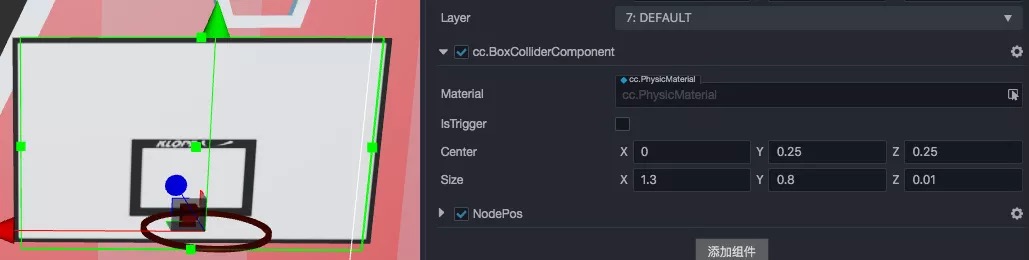 Layer
7: DEFAULT
cc.BoxColliderComponent
cc.PhysicMaterial
Material
cc.PhysicMaterial
IsTrigger
Center X 0 Y 0.25 Z 0.25
Size X 1.3 Y 0.8 Z 0.01
NodePos
添加组件